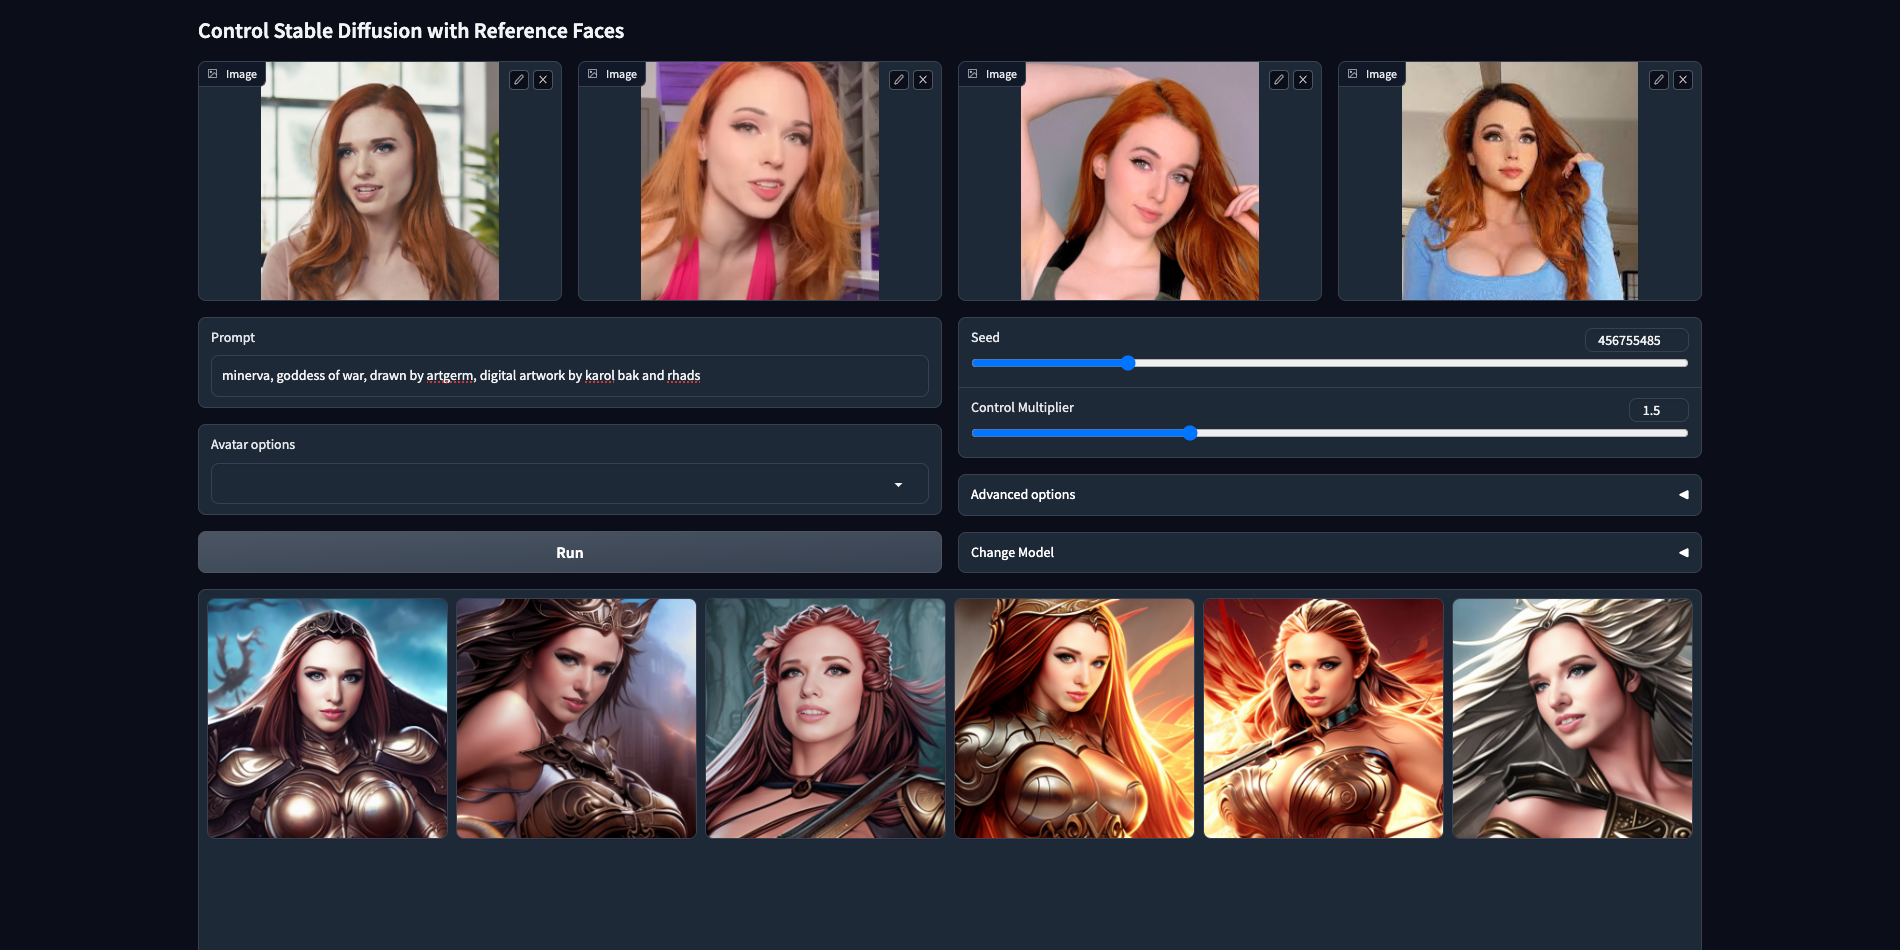 Control Stable Diffusion with Reference Faces
Image
Image
Image
Image
Prompt
minerva, goddess of war, drawn by artgerm, digital artwork by karol bak and rhads
Seed
456755485
Control Multiplier
1.5
Avatar options
Advanced options
Run
Change Model